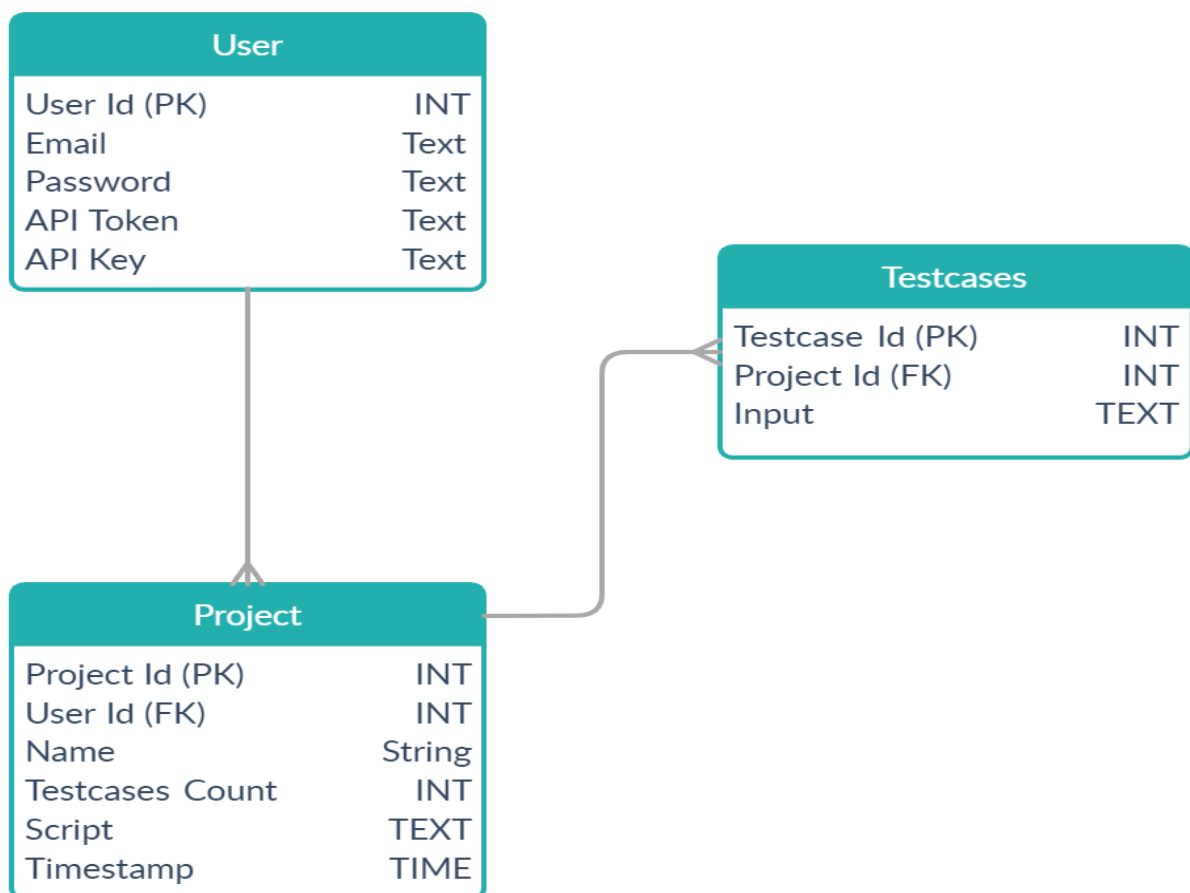 User
User Id (PK) INT
Email Text
Password Text
API Token Text
API Key Text
Testcases
Testcase Id (PK) INT
Project Id (FK) INT
Input TEXT
Project
Project Id (PK) INT
User Id (FK) INT
Name String
Testcases Count INT
Script TEXT
Timestamp TIME